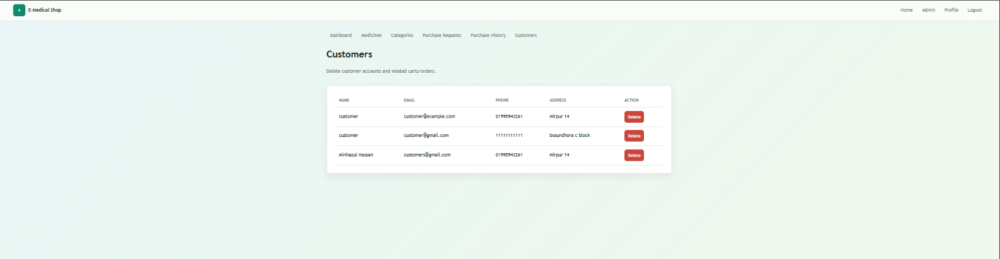 E-Medical Shop Home Admin Profile Logout
Dashboard Medicines Categories Purchase Requests Purchase History Customers
Customers
Delete customer accounts and related carts/orders.
NAME EMAIL PHONE ADDRESS ACTION
customer customer@example.com 01995943261 Mirpur 14 Delete
customer customer@gmail.com 11111111111 bosundhora c block Delete
Minhazul Hassan customers@gmail.com 01995943261 Mirpur 14 Delete